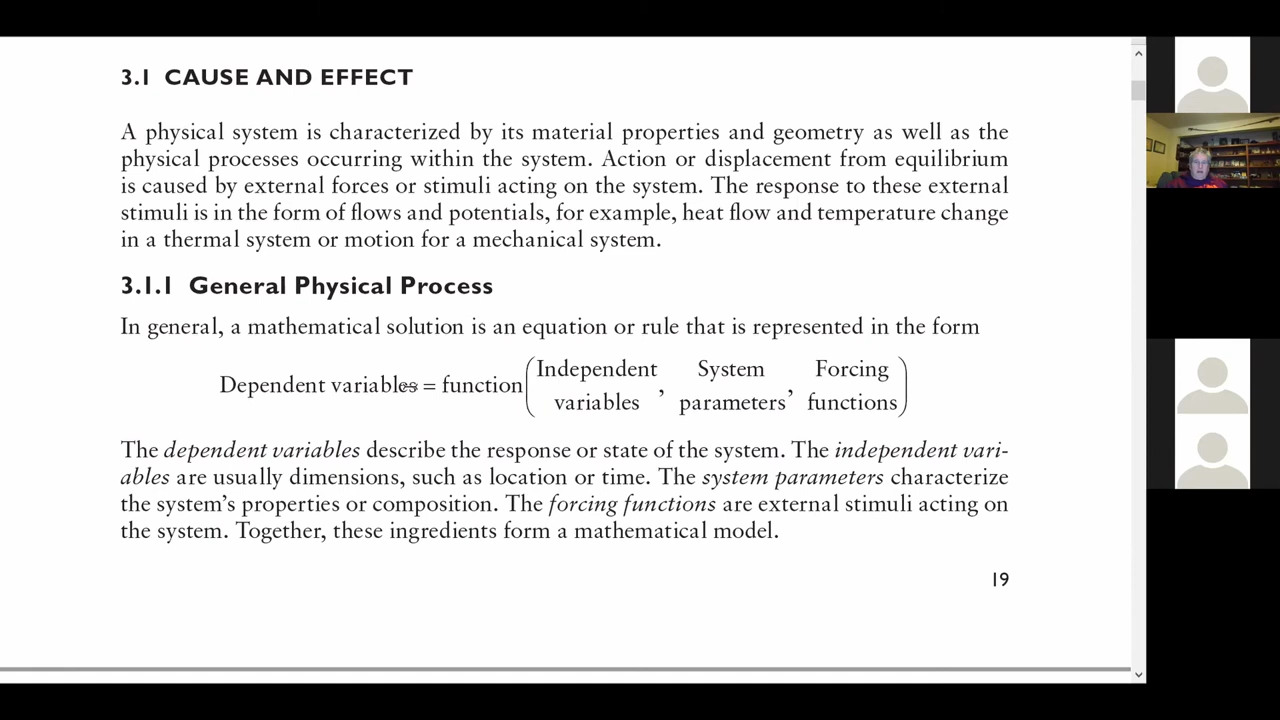 3.1 CAUSE AND EFFECT
A physical system is characterized by its material properties and geometry as well as the
physical processes occurring within the system. Action or displacement from equilibrium
is caused by external forces or stimuli acting on the system. The response to these external
stimuli is in the form of flows and potentials, for example, heat flow and temperature change
in a thermal system or motion for a mechanical system.
3.1.1 General Physical Process
In general, a mathematical solution is an equation or rule that is represented in the form
Dependent variables = function(Independent variables, System parameters, Forcing functions)
The dependent variables describe the response or state of the system. The independent vari-
ables are usually dimensions, such as location or time. The system parameters characterize
the system's properties or composition. The forcing functions are external stimuli acting on
the system. Together, these ingredients form a mathematical model.
19